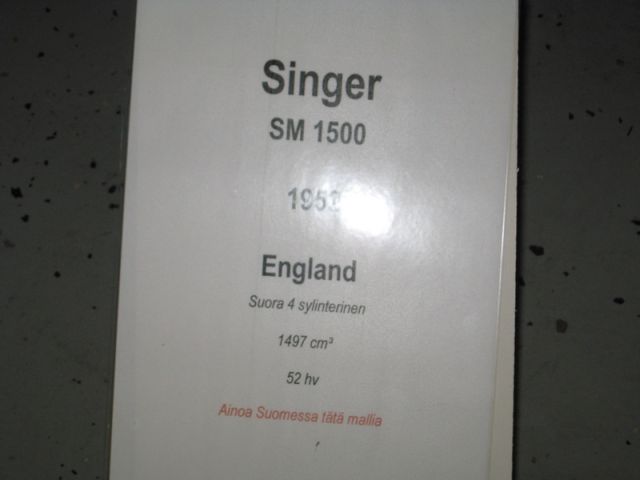 Singer
SM 1500
England
Suora 4 sylinterinen
1497 cm³
52 hv
Ainoa Suomessa tätä mallia